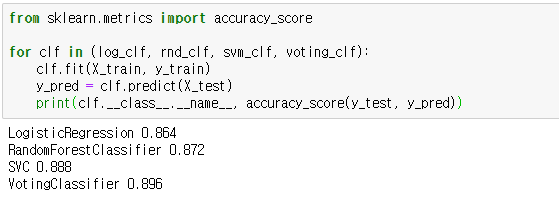 from sklearn.metrics import accuracy_score
for clf in (log_clf, rnd_clf, svm_clf, voting_clf):
    clf.fit(X_train, y_train)
    y_pred = clf.predict(X_test)
    print(clf.__class__.__name__, accuracy_score(y_test, y_pred))
LogisticRegression 0.864
RandomForestClassifier 0.872
SVC 0.888
VotingClassifier 0.896